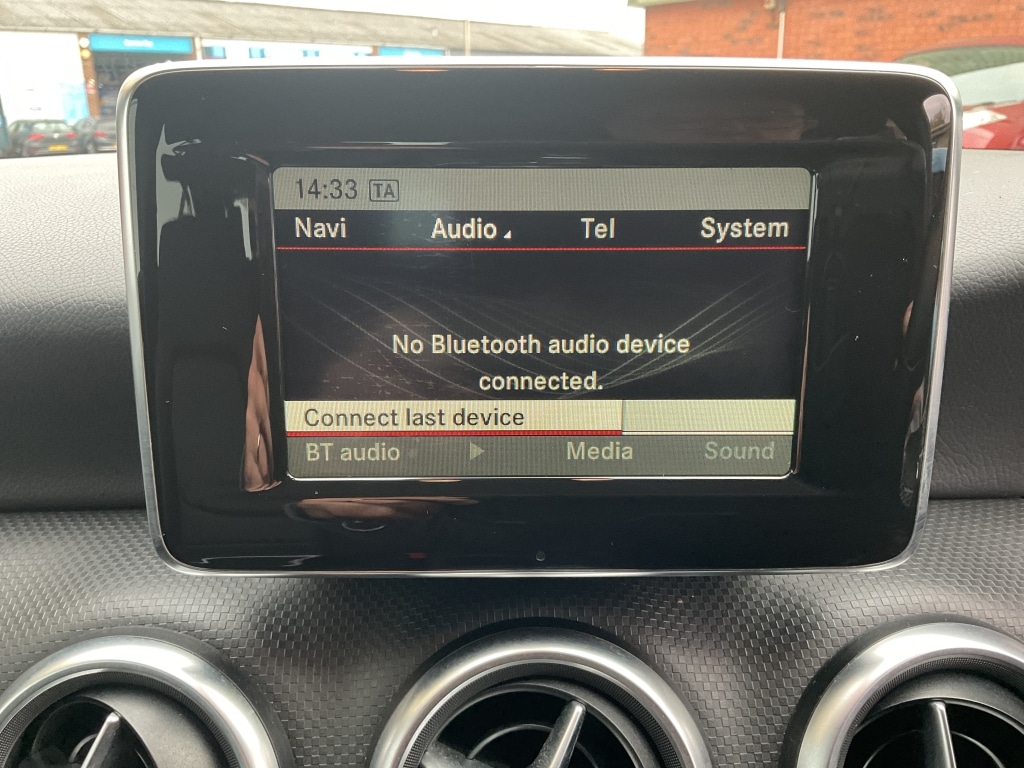 14:33 TA
Navi Audio Tel System
No Bluetooth audio device
connected.
Connect last device
BT audio Media Sound